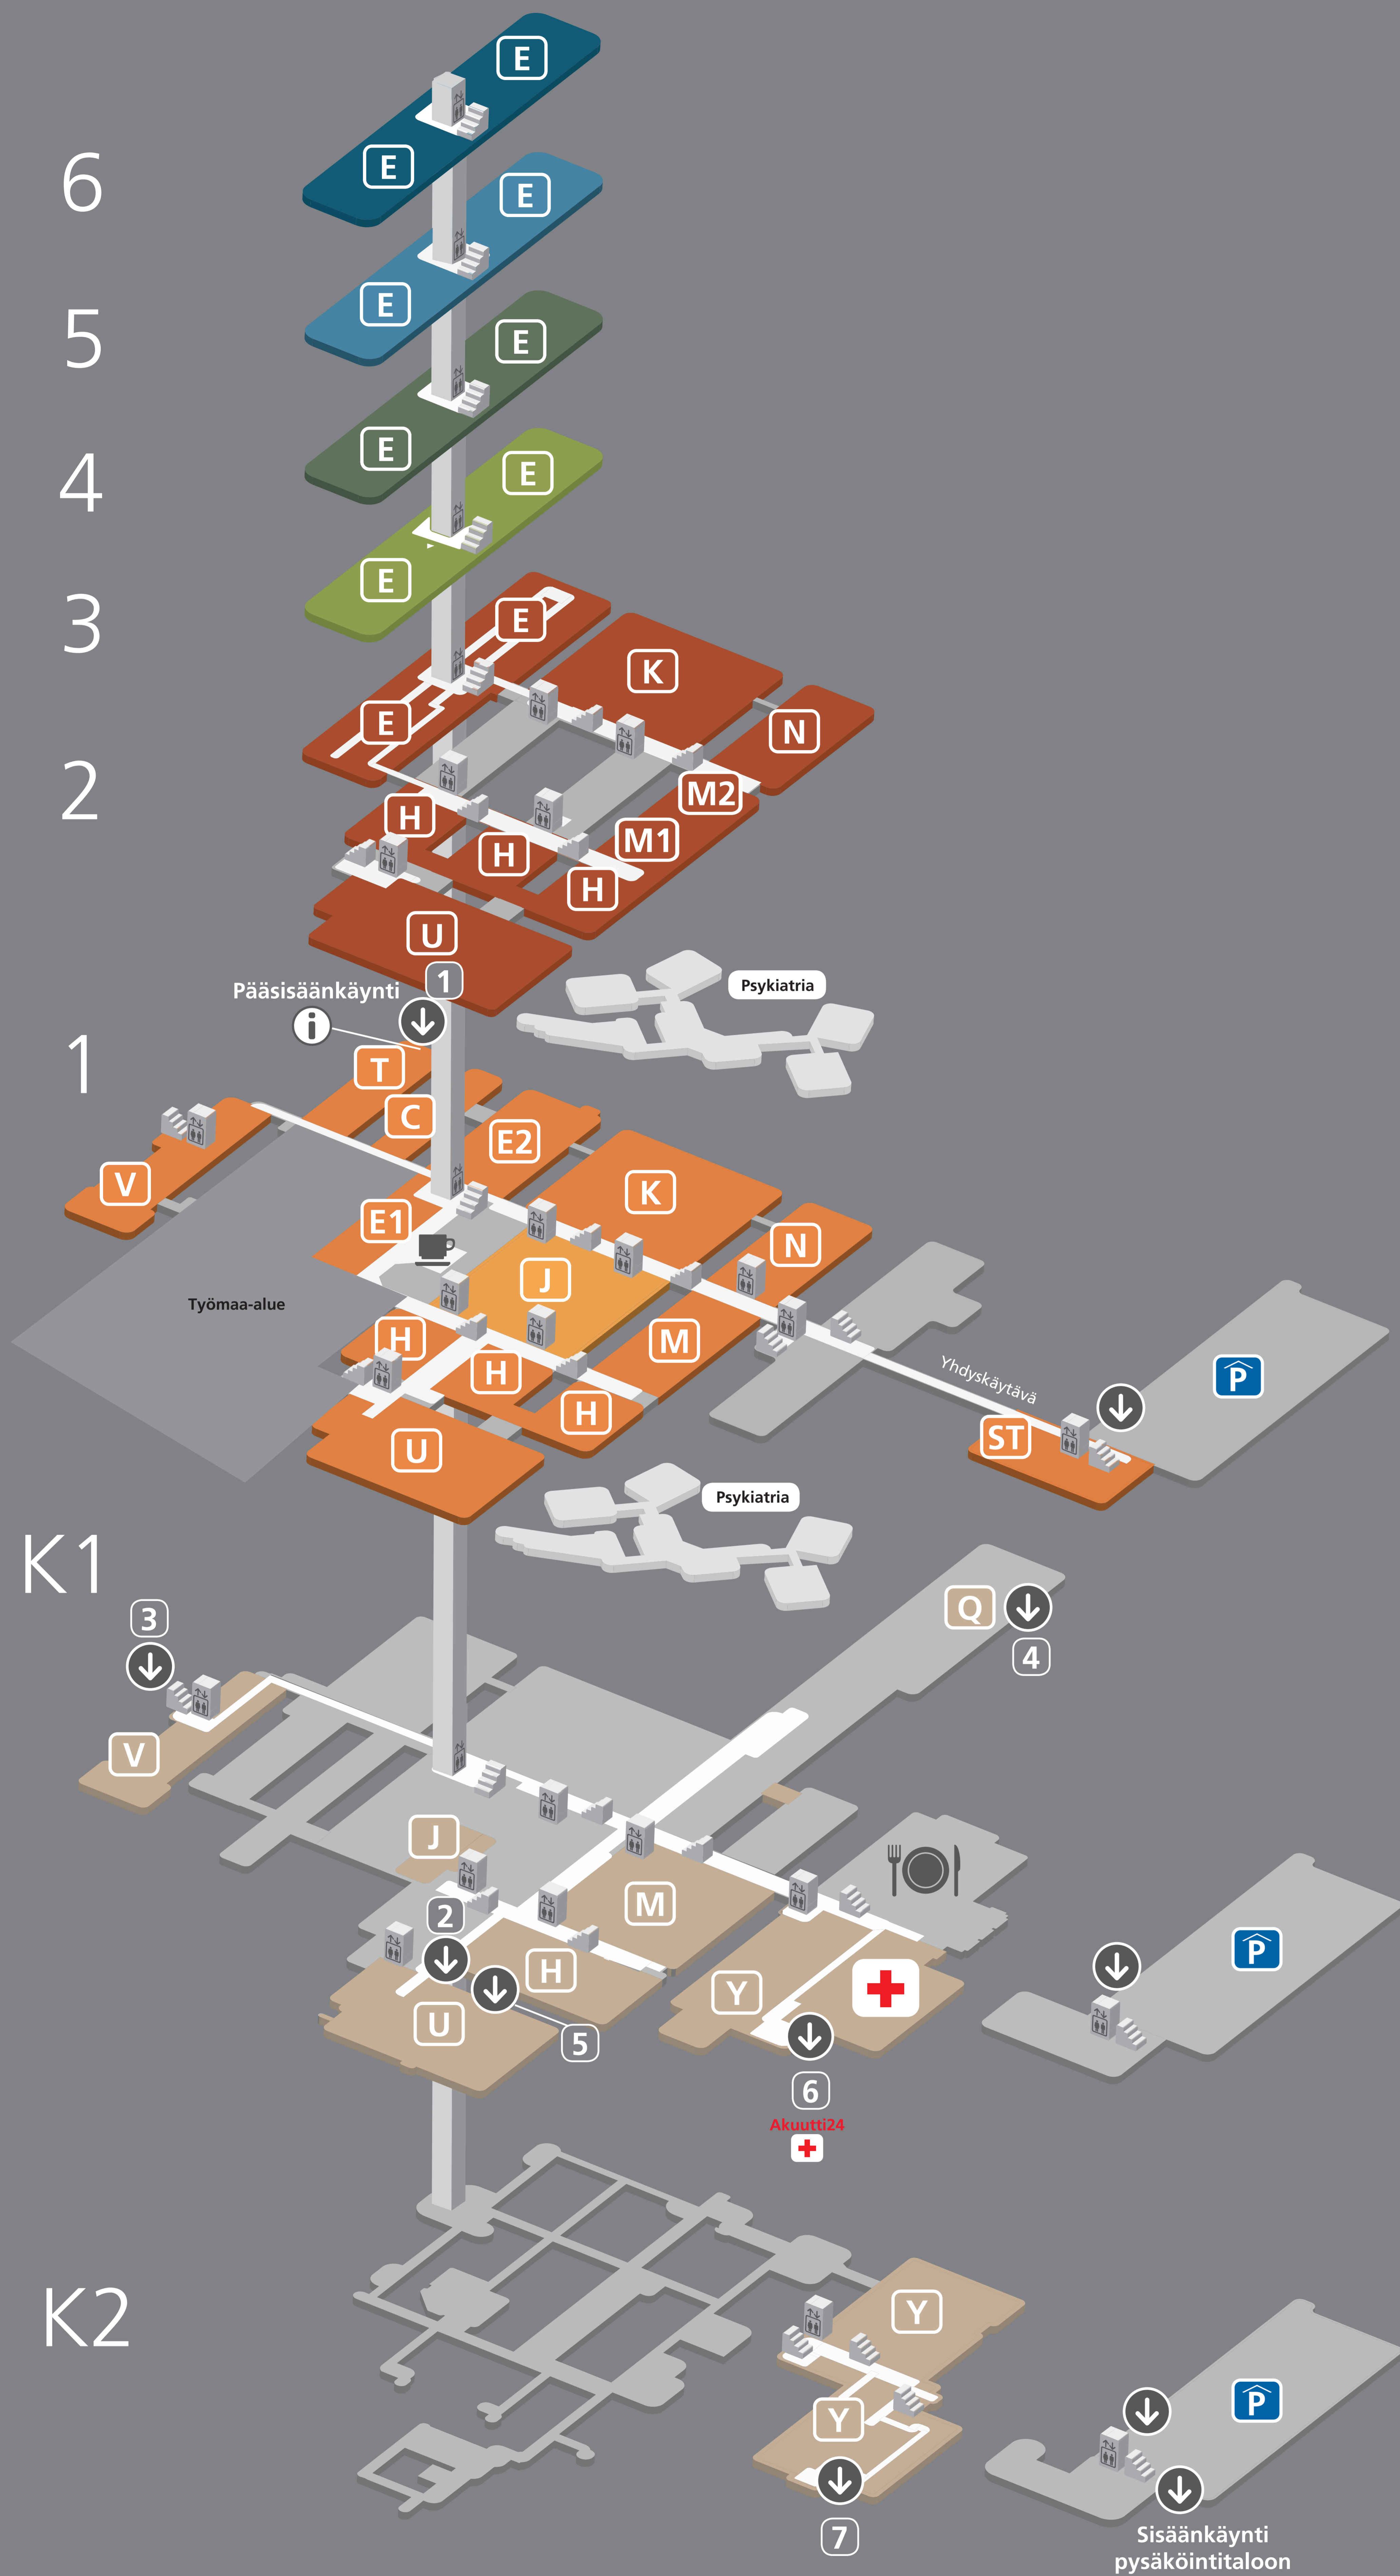 E
E
6
E
E
5
E
E
4
E
E
3
E
K
E
N
2
M2
H
M1
H
H
U
1
Psykiatria
Pääsisäänkäynti
i
1
T
C
E2
V
K
E1
N
J
Työmaa-alue
H
M
H
Yhdyskäytävä
P
H
ST
U
Psykiatria
K1
3
Q
4
V
J
M
2
H
Y
P
U
5
6
Akuutti24
K2
Y
Y
P
7
Sisäänkäynti
pysäköintitaloon